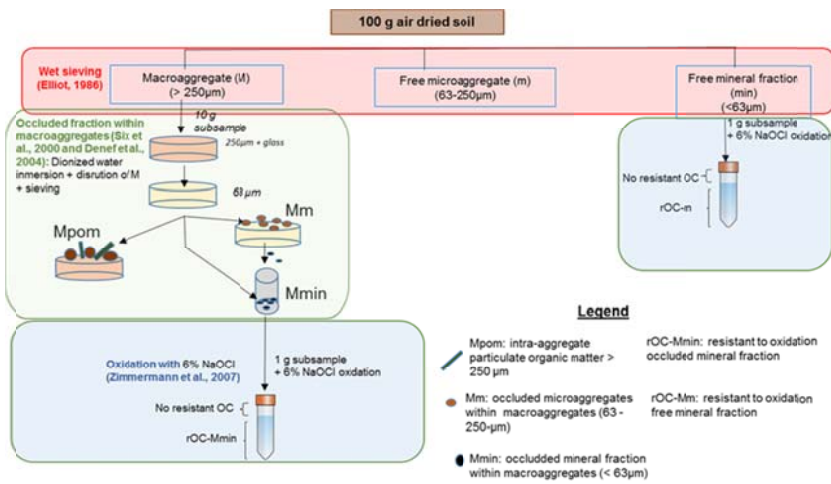 100 g air dried soil
Wet sieving
(Elliot, 1986)
Macroaggregate (M)
(> 250µm)
Free microaggregate (m)
(63-250µm)
Free mineral fraction
(min)
(<63µm)
10 g
subsample
250µm + glass
Occluded fraction within
macroaggregates (Six et
al., 2000 and Denef et al.,
2004): Dionized water
inmersion + disrution o/M
+ sieving
63 µm
Mpom
Mm
Mmin
1 g subsample
+ 6% NaOCl oxidation
No resistant OC
rOC-m
Oxidation with 6% NaOCl
(Zimmermann et al., 2007)
1 g subsample
+ 6% NaOCl oxidation
No resistant OC
rOC-Mmin
Legend
Mpom: intra-aggregate
particulate organic matter >
250 µm
rOC-Mmin: resistant to oxidation
occluded mineral fraction
Mm: occluded microaggregates
within macroaggregates (63 -
250-µm)
rOC-Mm: resistant to oxidation
free mineral fraction
Mmin: occludded mineral fraction
within macroaggregates (< 63µm)